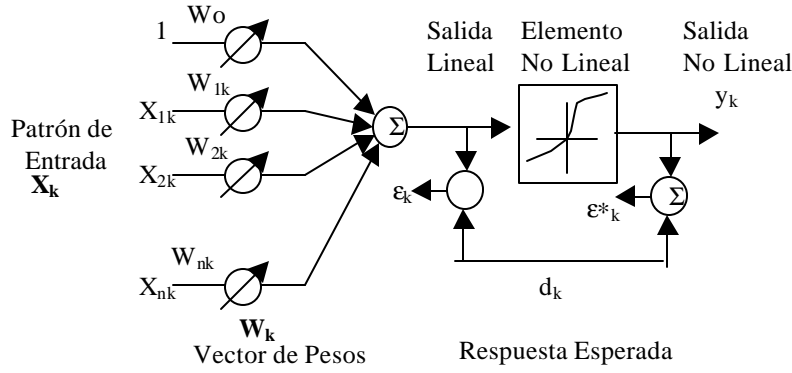 Wo
1
W1k
X1k
W2k
X2k
Wnk
Xnk
Patrón de
Entrada
Xk
Wk
Vector de Pesos
Σ
Salida
Lineal
Elemento
No Lineal
Salida
No Lineal
yk
εk
ε*k
Σ
dk
Respuesta Esperada